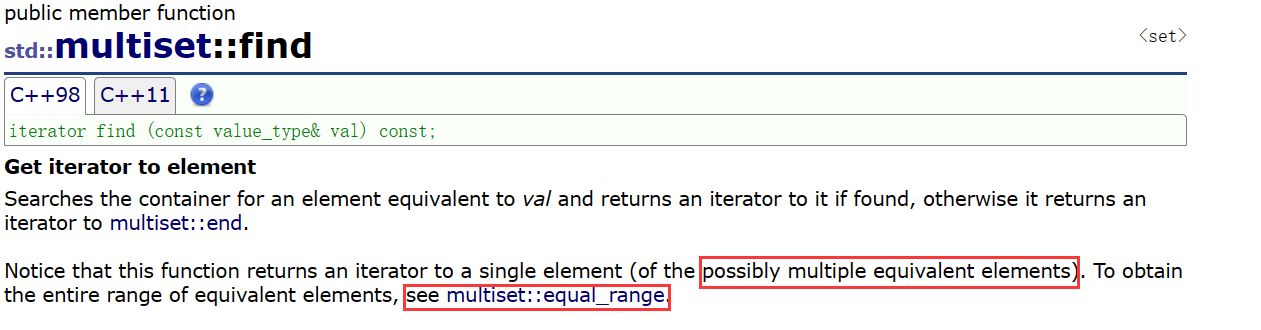 public member function
std::multiset::find
<set>
C++98 C++11 ?
iterator find (const value_type& val) const;
Get iterator to element
Searches the container for an element equivalent to val and returns an iterator to it if found, otherwise it returns an
iterator to multiset::end.
Notice that this function returns an iterator to a single element (of the possibly multiple equivalent elements). To obtain
the entire range of equivalent elements, see multiset::equal_range.